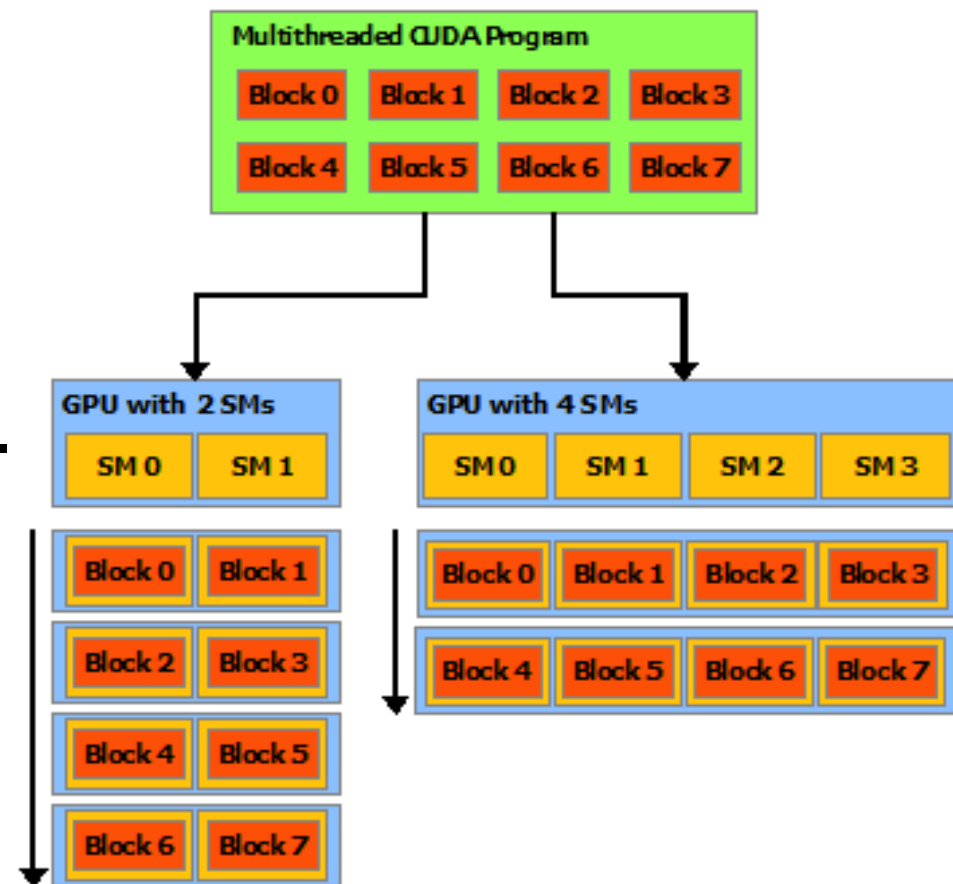 Multithreaded CUDA Program
Block 0 Block 1 Block 2 Block 3
Block 4 Block 5 Block 6 Block 7
GPU with 2 SMs
SM 0 SM 1
Block 0 Block 1
Block 2 Block 3
Block 4 Block 5
Block 6 Block 7
GPU with 4 SMs
SM 0 SM 1 SM 2 SM 3
Block 0 Block 1 Block 2 Block 3
Block 4 Block 5 Block 6 Block 7